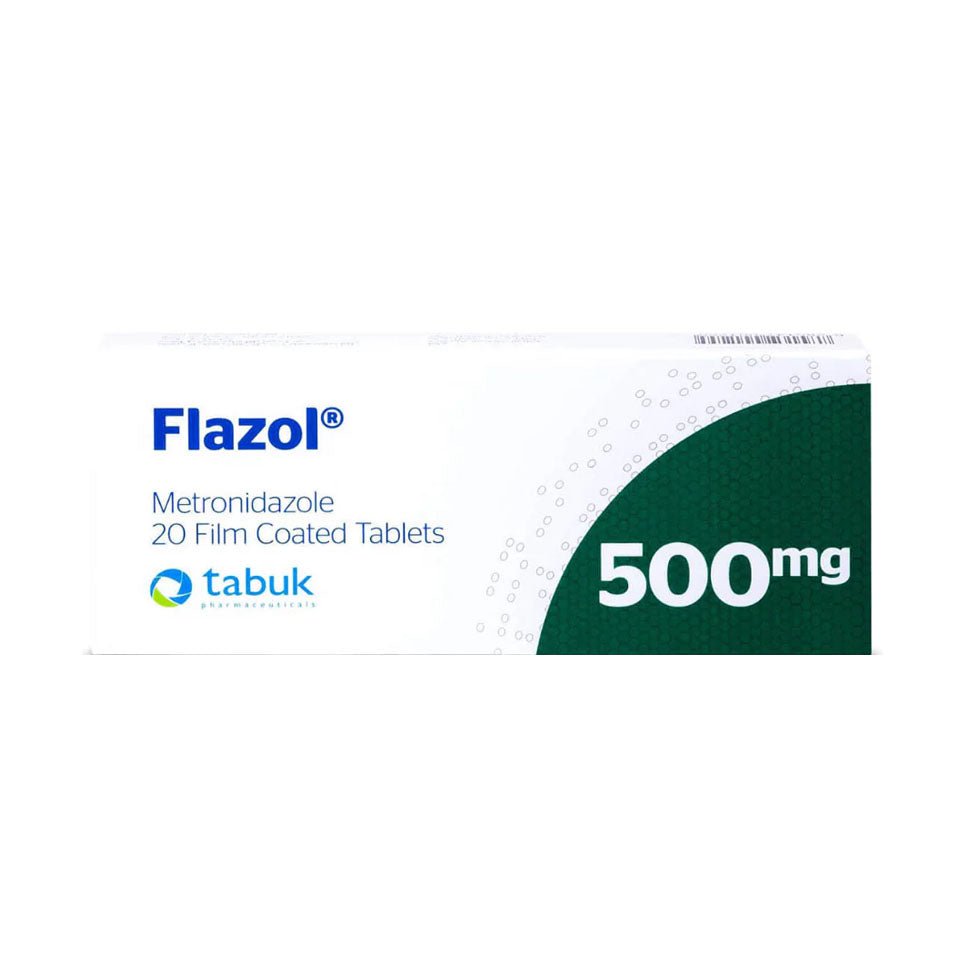 Flazol®
Metronidazole
20 Film Coated Tablets
tabuk
pharmaceuticals
500mg